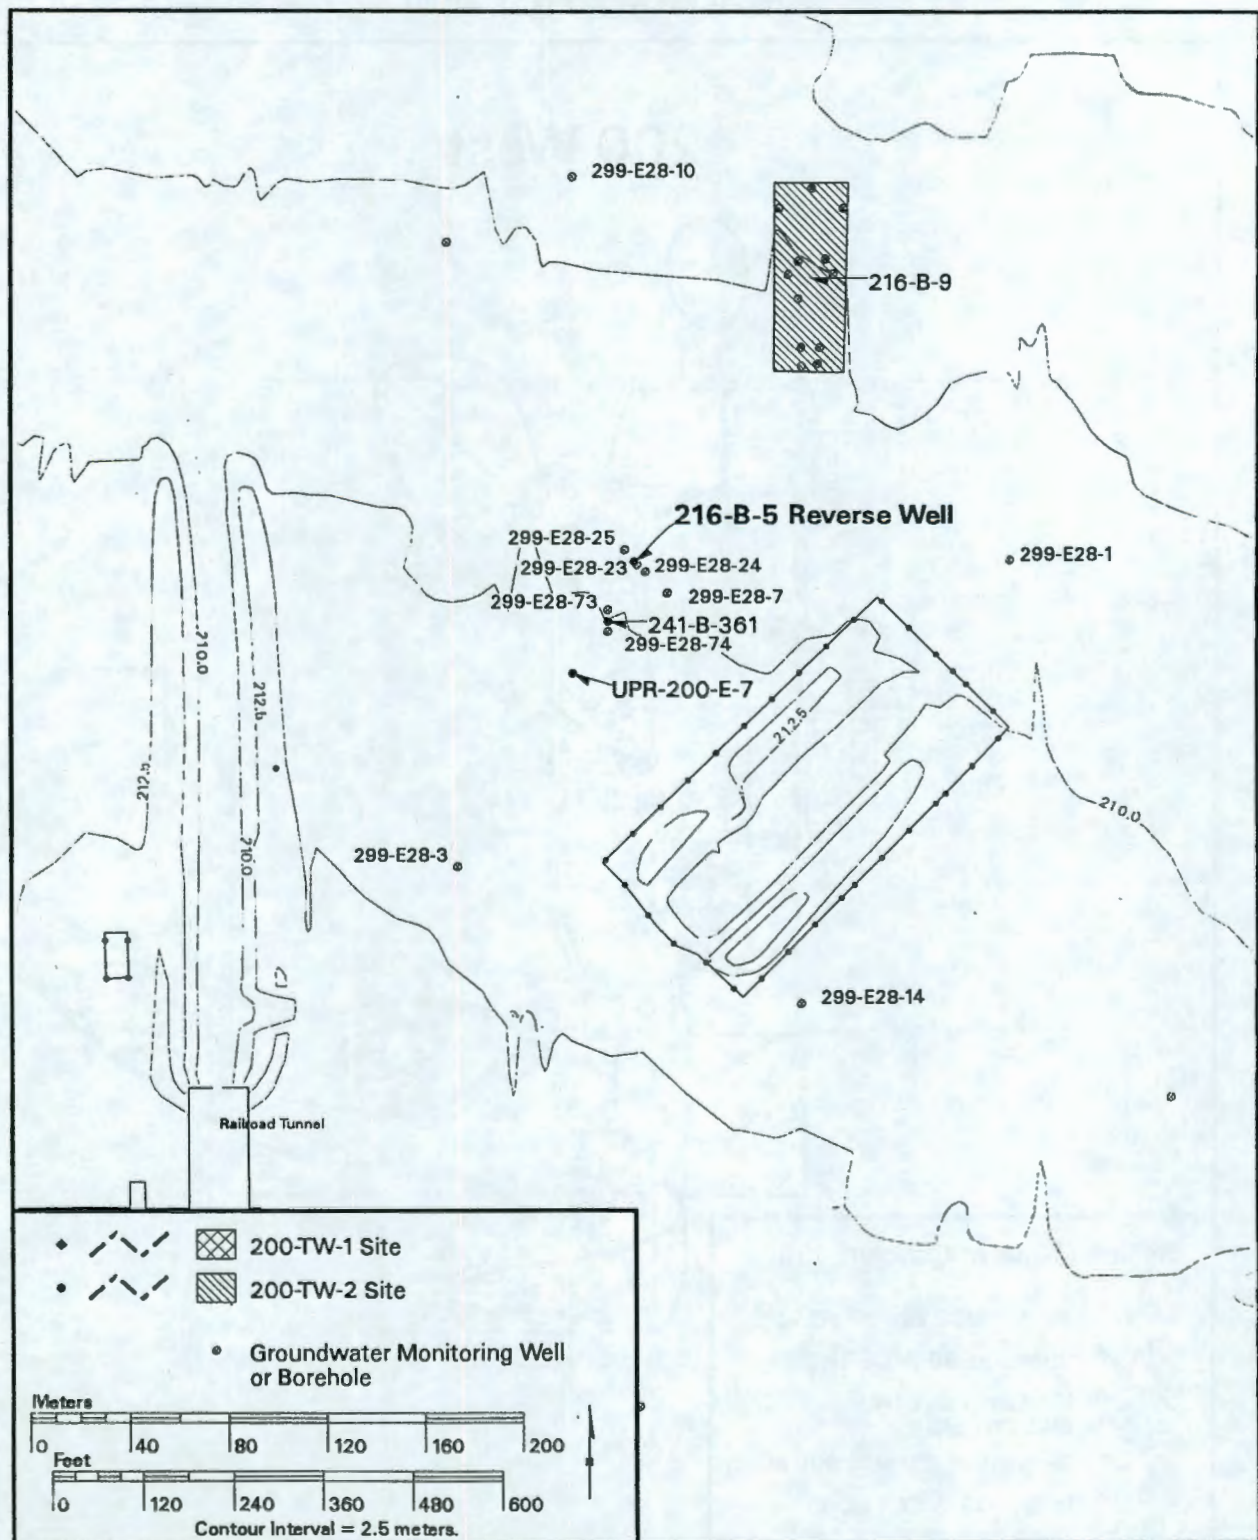 299-E28-10
216-B-9
216-B-5 Reverse Well
299-E28-25
299-E28-1
299-E28-23
299-E28-24
299-E28-73
299-E28-7
241-B-361
299-E28-74
UPR-200-E-7
210.0
212.5
212.5
212.5
210.0
210.0
299-E28-3
299-E28-14
Railroad Tunnel
200-TW-1 Site
200-TW-2 Site
Groundwater Monitoring Well
or Borehole
Meters
0 40 80 120 160 200
Feet
0 120 240 360 480 600
Contour Interval = 2.5 meters.